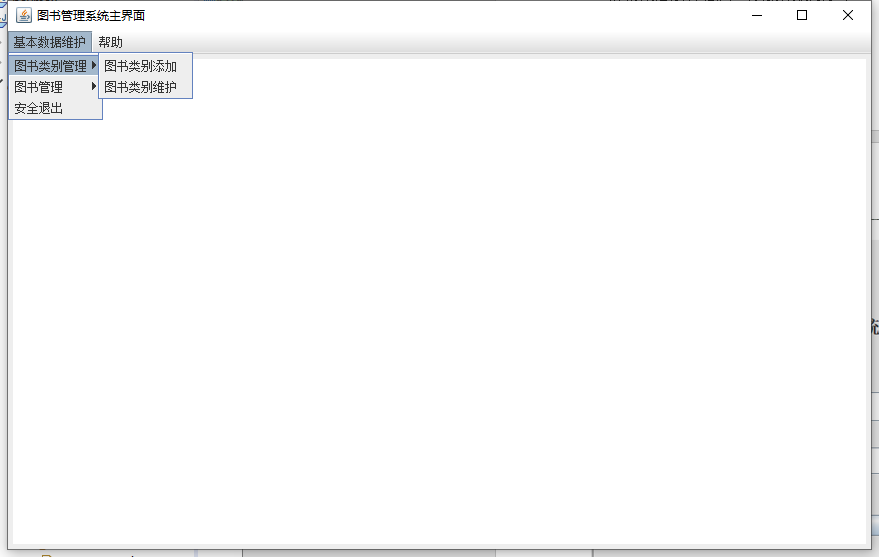 图书管理系统主界面
基本数据维护 帮助
图书类别管理 图书类别添加
图书管理 图书类别维护
安全退出